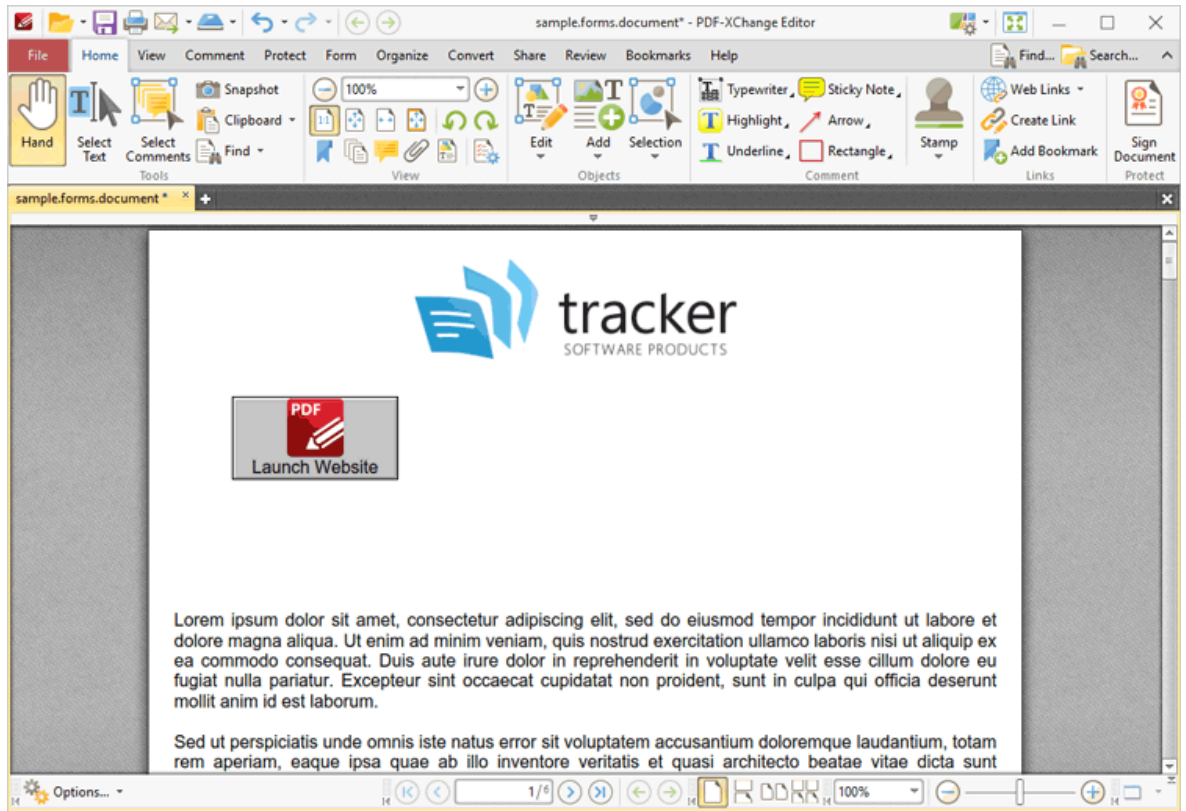 sample.forms.document* - PDF-XChange Editor
File Home View Comment Protect Form Organize Convert Share Review Bookmarks Help Find... Search...
Hand
Select Text
Select Comments
Snapshot
Clipboard
Find
Tools
100%
1:1
View
Edit
Add
Selection
Objects
Typewriter Sticky Note
Highlight Arrow
Underline Rectangle
Stamp
Comment
Web Links
Create Link
Add Bookmark
Links
Sign Document
Protect
sample.forms.document *
tracker
SOFTWARE PRODUCTS
PDF
Launch Website
Lorem ipsum dolor sit amet, consectetur adipiscing elit, sed do eiusmod tempor incididunt ut labore et
dolore magna aliqua. Ut enim ad minim veniam, quis nostrud exercitation ullamco laboris nisi ut aliquip ex
ea commodo consequat. Duis aute irure dolor in reprehenderit in voluptate velit esse cillum dolore eu
fugiat nulla pariatur. Excepteur sint occaecat cupidatat non proident, sunt in culpa qui officia deserunt
mollit anim id est laborum.
Sed ut perspiciatis unde omnis iste natus error sit voluptatem accusantium doloremque laudantium, totam
rem aperiam, eaque ipsa quae ab illo inventore veritatis et quasi architecto beatae vitae dicta sunt
Options... 1/6 100%